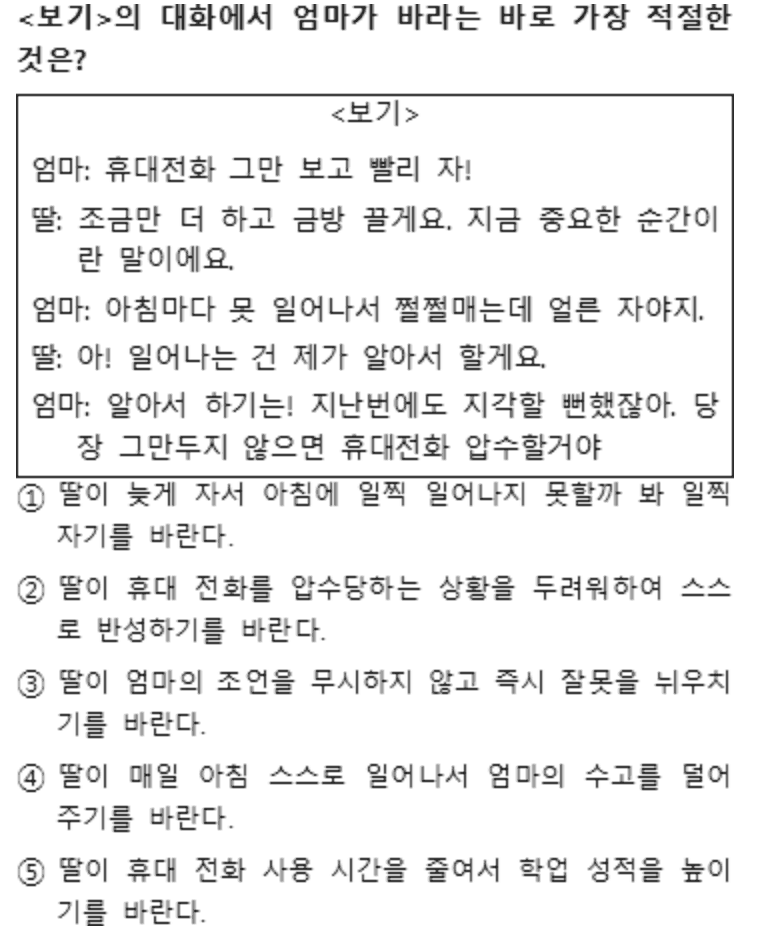 <보기>의 대화에서 엄마가 바라는 바로 가장 적절한
것은?
<보기>
엄마: 휴대전화 그만 보고 빨리 자!
딸: 조금만 더 하고 금방 끌게요. 지금 중요한 순간이
란 말이에요.
엄마: 아침마다 못 일어나서 쩔쩔매는데 얼른 자야지.
딸: 아! 일어나는 건 제가 알아서 할게요.
엄마: 알아서 하기는! 지난번에도 지각할 뻔했잖아. 당
장 그만두지 않으면 휴대전화 압수할거야
① 딸이 늦게 자서 아침에 일찍 일어나지 못할까 봐 일찍
자기를 바란다.
② 딸이 휴대 전화를 압수당하는 상황을 두려워하여 스스
로 반성하기를 바란다.
③ 딸이 엄마의 조언을 무시하지 않고 즉시 잘못을 뉘우치
기를 바란다.
④ 딸이 매일 아침 스스로 일어나서 엄마의 수고를 덜어
주기를 바란다.
⑤ 딸이 휴대 전화 사용 시간을 줄여서 학업 성적을 높이
기를 바란다.